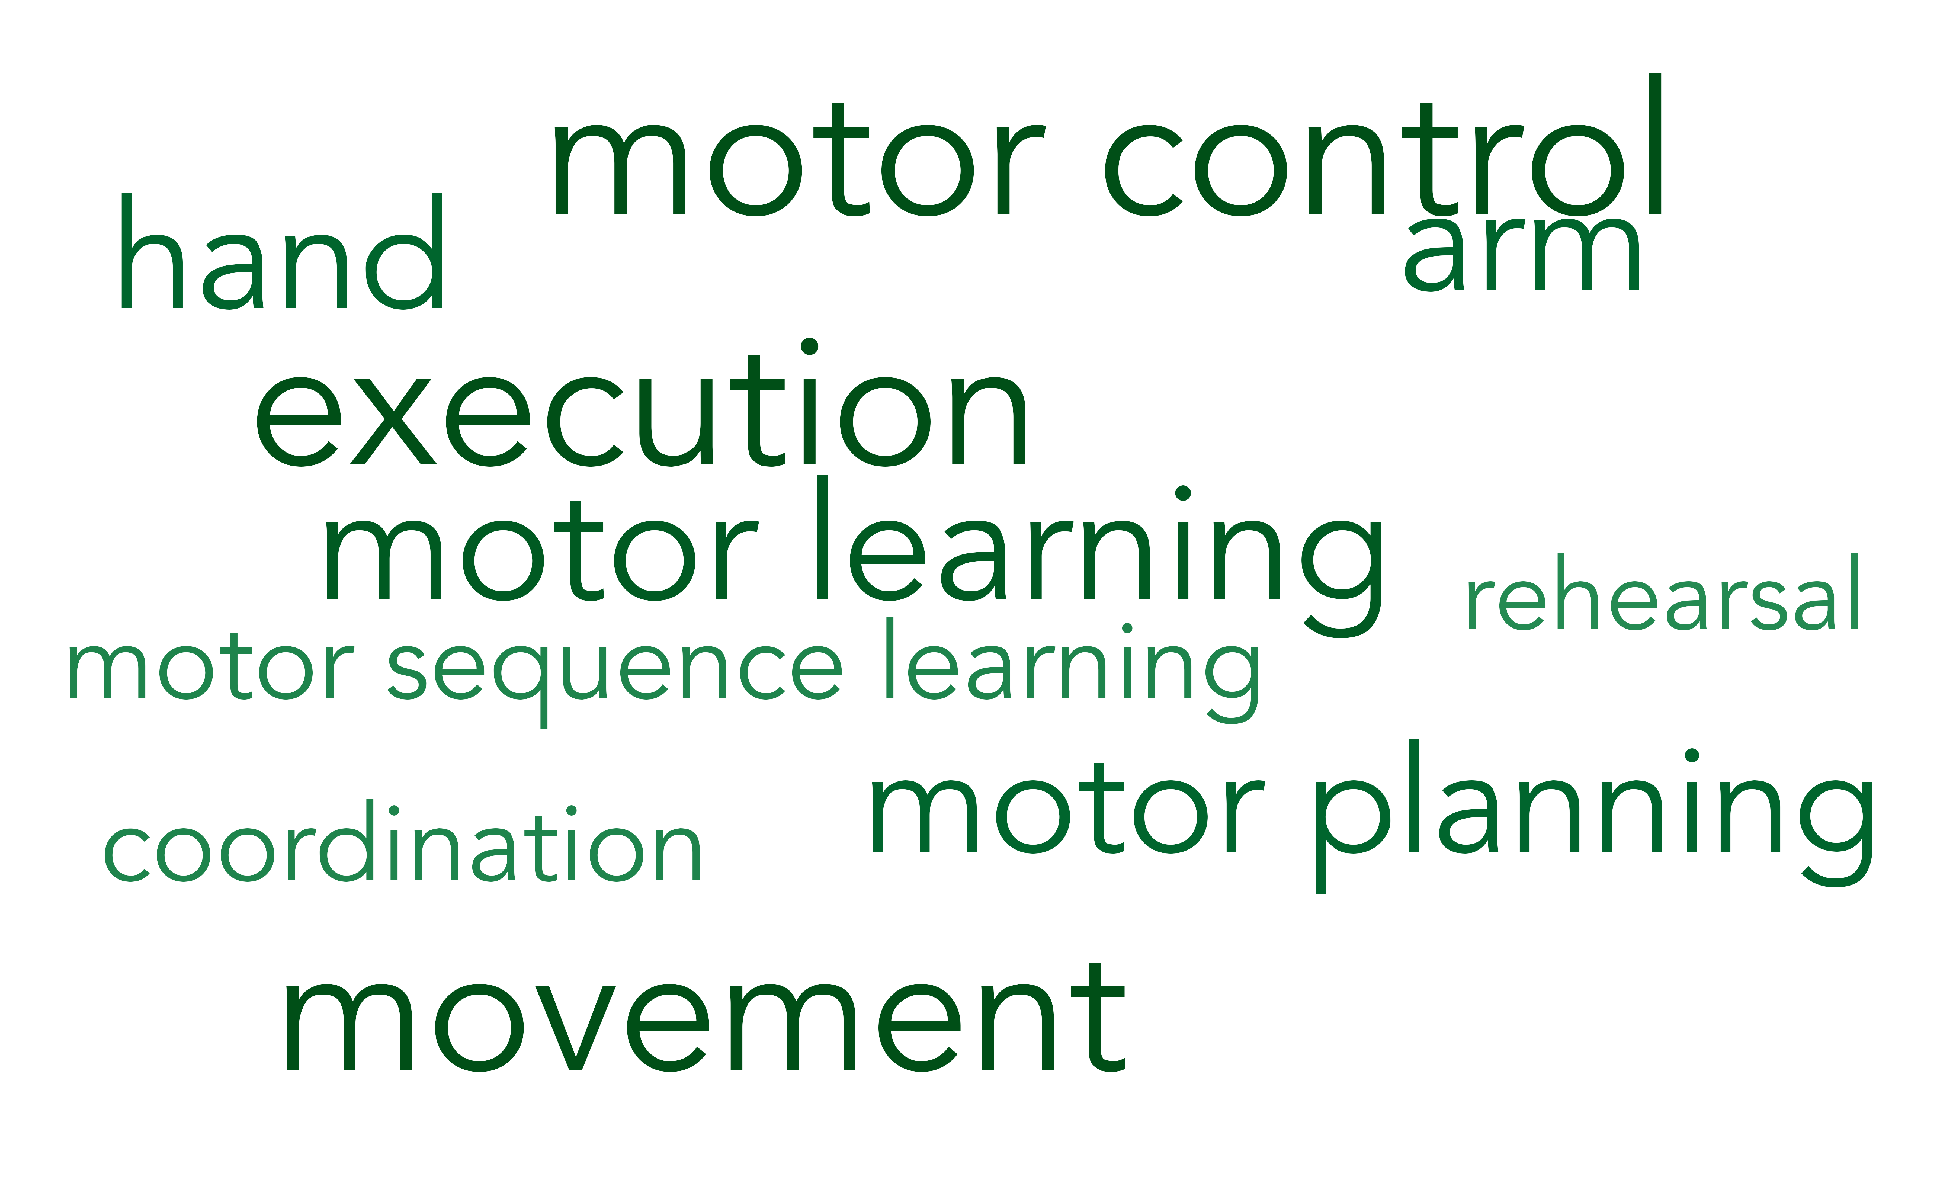 motor control
hand
arm
execution
motor learning
rehearsal
motor sequence learning
motor planning
coordination
movement